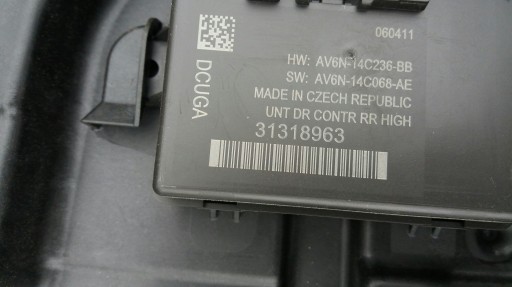 060411
HW: AV6N-14C236-BB
SW: AV6N-14C068-AE
MADE IN CZECH REPUBLIC
UNT DR CONTR RR HIGH
31318963
DCUGA